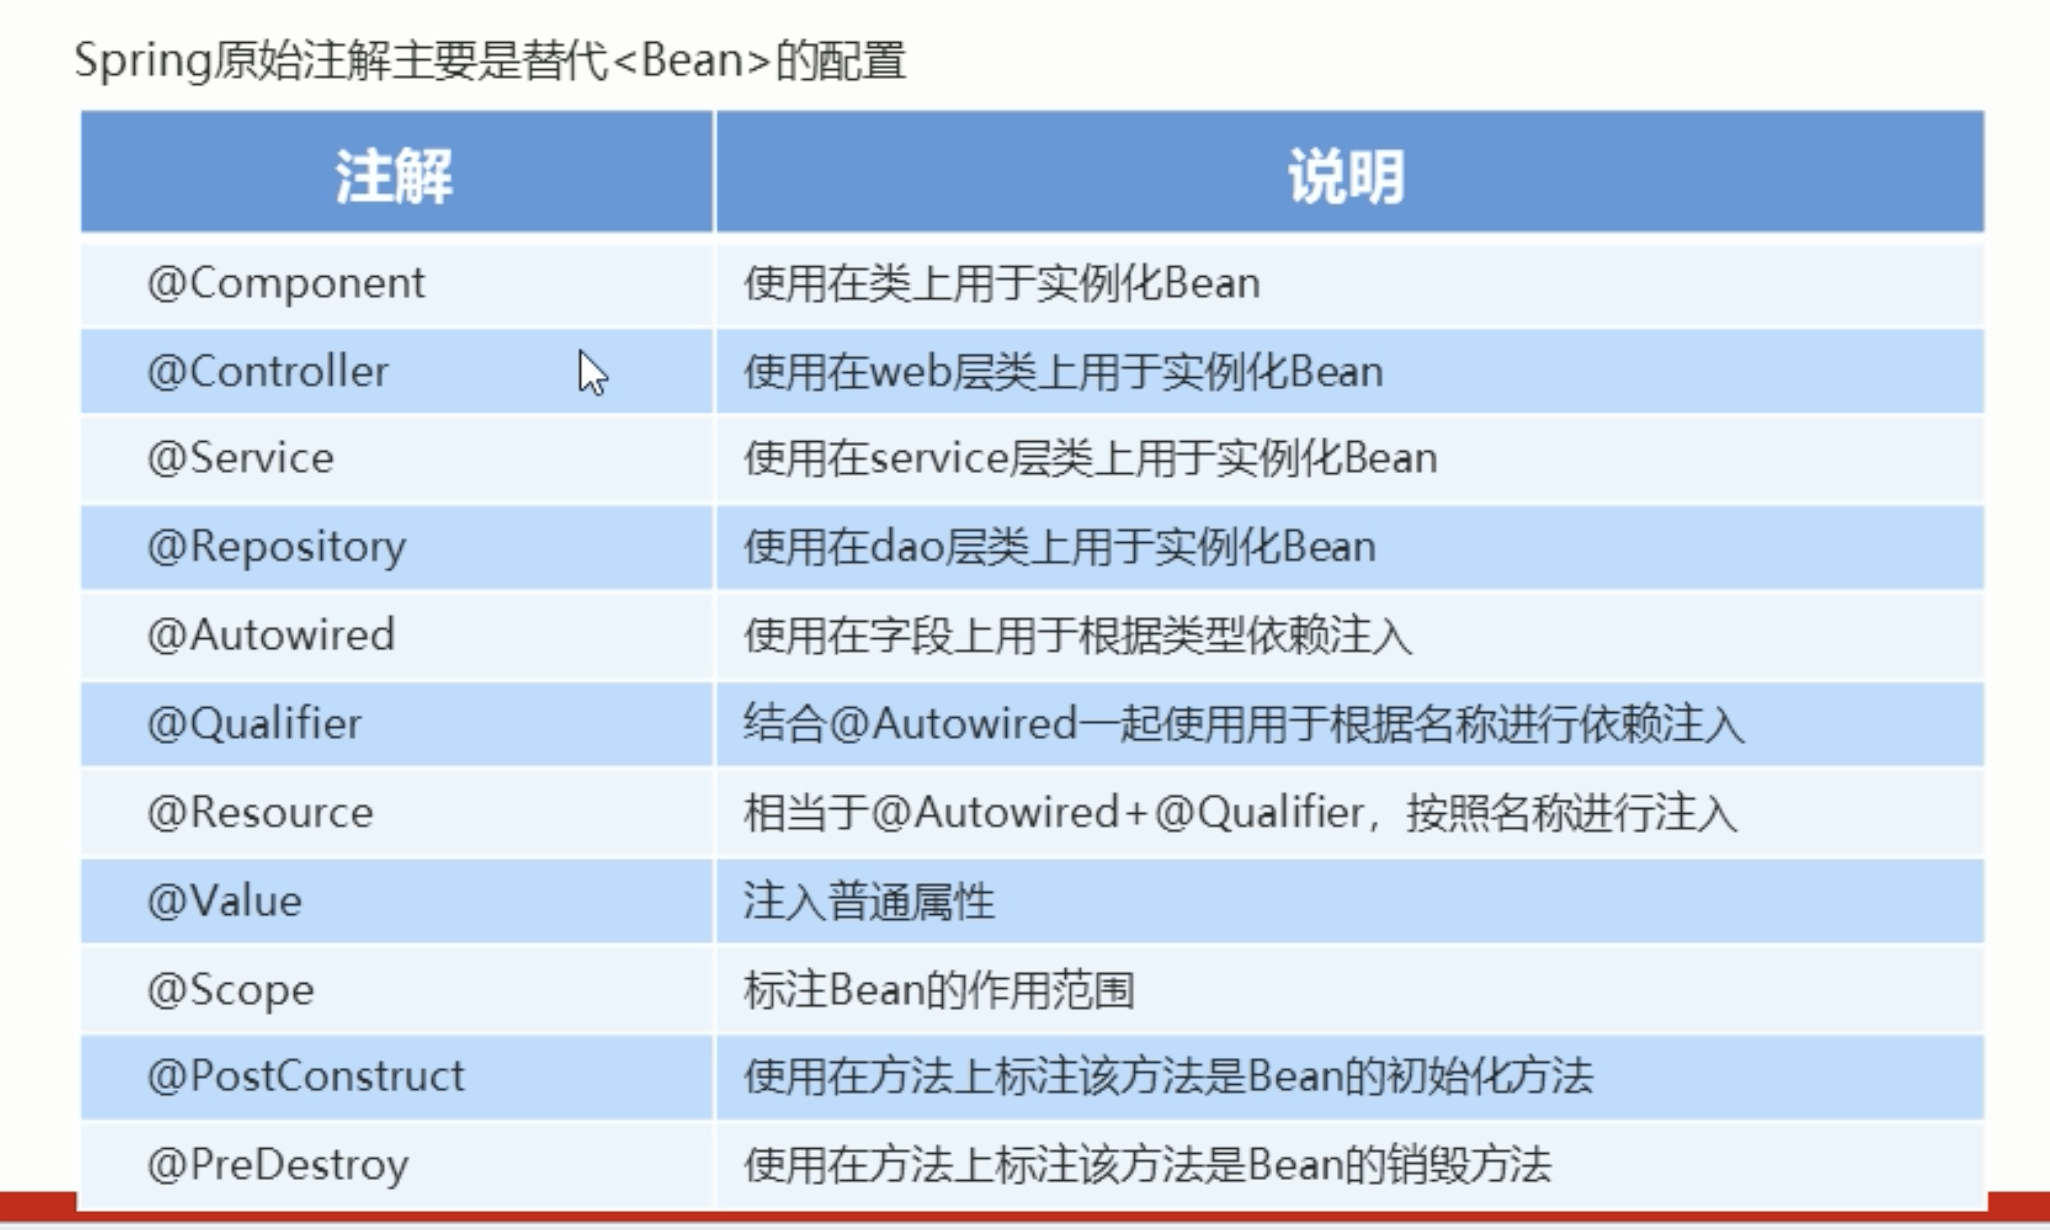 Spring原始注解主要是替代<Bean>的配置
注解 说明
@Component 使用在类上用于实例化Bean
@Controller 使用在web层类上用于实例化Bean
@Service 使用在service层类上用于实例化Bean
@Repository 使用在dao层类上用于实例化Bean
@Autowired 使用在字段上用于根据类型依赖注入
@Qualifier 结合@Autowired一起使用用于根据名称进行依赖注入
@Resource 相当于@Autowired+@Qualifier，按照名称进行注入
@Value 注入普通属性
@Scope 标注Bean的作用范围
@PostConstruct 使用在方法上标注该方法是Bean的初始化方法
@PreDestroy 使用在方法上标注该方法是Bean的销毁方法